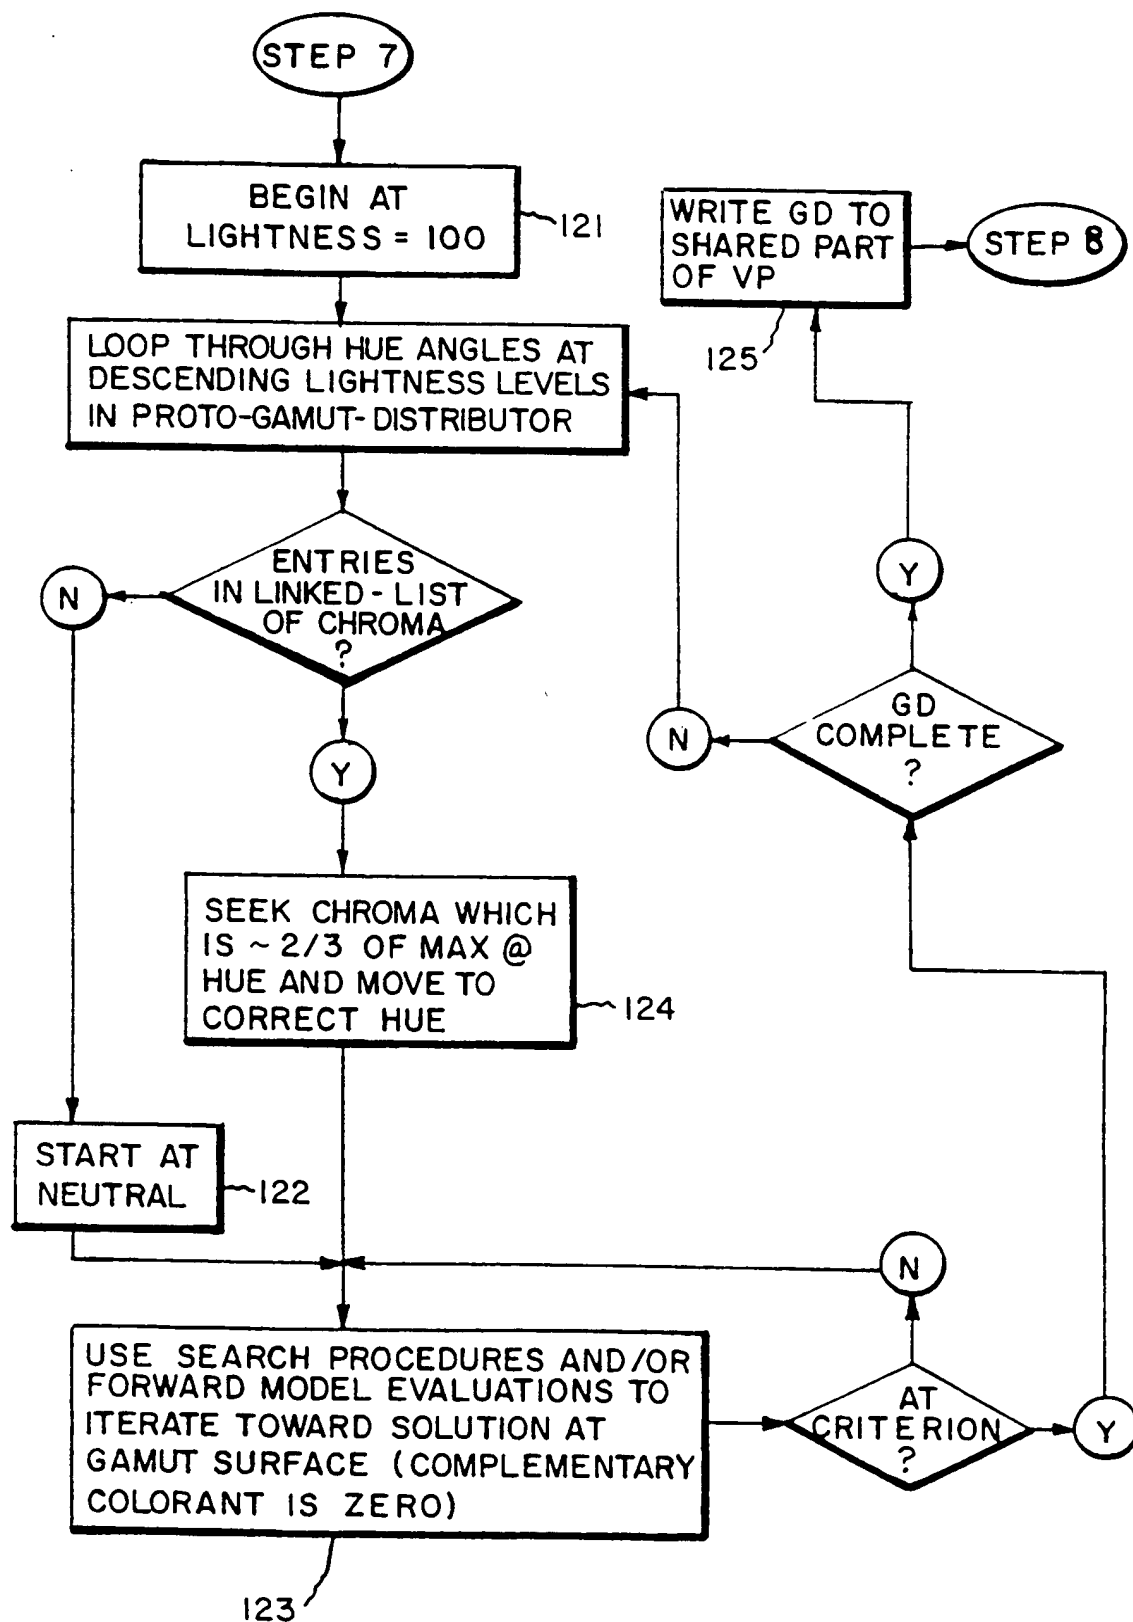 STEP 7
BEGIN AT
LIGHTNESS = 100
121
LOOP THROUGH HUE ANGLES AT
DESCENDING LIGHTNESS LEVELS
IN PROTO-GAMUT-DISTRIBUTOR
ENTRIES
IN LINKED - LIST
OF CHROMA
?
N
Y
SEEK CHROMA WHICH
IS ~ 2/3 OF MAX @
HUE AND MOVE TO
CORRECT HUE
124
START AT
NEUTRAL
122
USE SEARCH PROCEDURES AND/OR
FORWARD MODEL EVALUATIONS TO
ITERATE TOWARD SOLUTION AT
GAMUT SURFACE (COMPLEMENTARY
COLORANT IS ZERO)
123
AT
CRITERION
?
N
Y
GD
COMPLETE
?
N
Y
WRITE GD TO
SHARED PART
OF VP
125
STEP 8